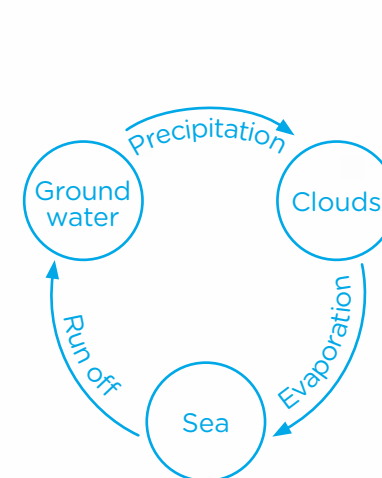 Precipitation
Ground
water
Clouds
Run off
Evaporation
Sea